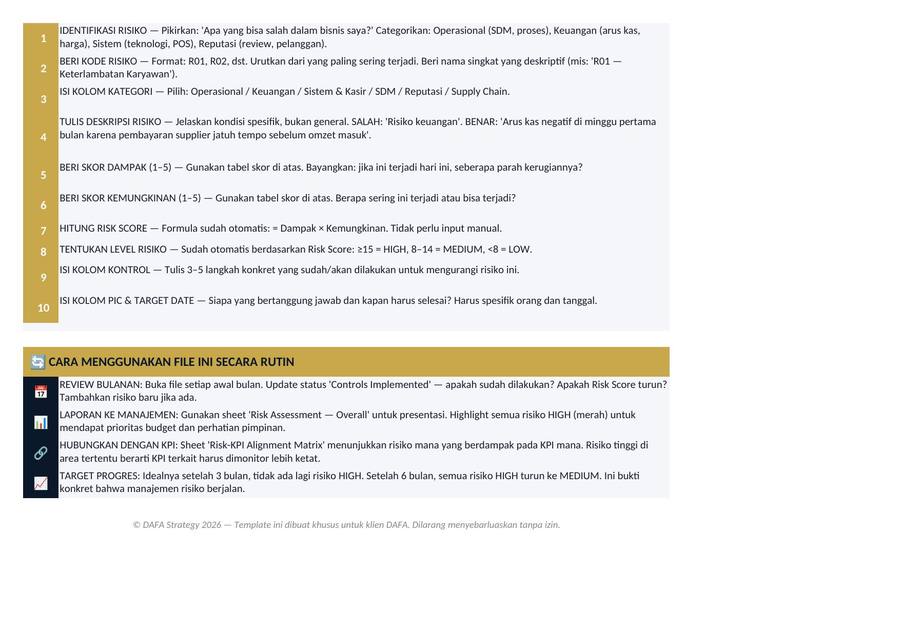 1
IDENTIFIKASI RISIKO — Pikirkan: 'Apa yang bisa salah dalam bisnis saya?' Categorikan: Operasional (SDM, proses), Keuangan (arus kas,
harga), Sistem (teknologi, POS), Reputasi (review, pelanggan).
2
BERI KODE RISIKO — Format: R01, R02, dst. Urutkan dari yang paling sering terjadi. Beri nama singkat yang deskriptif (mis: 'R01 —
Keterlambatan Karyawan').
3
ISI KOLOM KATEGORI — Pilih: Operasional / Keuangan / Sistem & Kasir / SDM / Reputasi / Supply Chain.
4
TULIS DESKRIPSI RISIKO — Jelaskan kondisi spesifik, bukan general. SALAH: 'Risiko keuangan'. BENAR: 'Arus kas negatif di minggu pertama
bulan karena pembayaran supplier jatuh tempo sebelum omzet masuk'.
5
BERI SKOR DAMPAK (1–5) — Gunakan tabel skor di atas. Bayangkan: jika ini terjadi hari ini, seberapa parah kerugiannya?
6
BERI SKOR KEMUNGKINAN (1–5) — Gunakan tabel skor di atas. Berapa sering ini terjadi atau bisa terjadi?
7
HITUNG RISK SCORE — Formula sudah otomatis: = Dampak × Kemungkinan. Tidak perlu input manual.
8
TENTUKAN LEVEL RISIKO — Sudah otomatis berdasarkan Risk Score: ≥15 = HIGH, 8–14 = MEDIUM, <8 = LOW.
9
ISI KOLOM KONTROL — Tulis 3–5 langkah konkret yang sudah/akan dilakukan untuk mengurangi risiko ini.
10
ISI KOLOM PIC & TARGET DATE — Siapa yang bertanggung jawab dan kapan harus selesai? Harus spesifik orang dan tanggal.
CARA MENGGUNAKAN FILE INI SECARA RUTIN
REVIEW BULANAN: Buka file setiap awal bulan. Update status 'Controls Implemented' — apakah sudah dilakukan? Apakah Risk Score turun?
Tambahkan risiko baru jika ada.
LAPORAN KE MANAJEMEN: Gunakan sheet 'Risk Assessment — Overall' untuk presentasi. Highlight semua risiko HIGH (merah) untuk
mendapat prioritas budget dan perhatian pimpinan.
HUBUNGKAN DENGAN KPI: Sheet 'Risk-KPI Alignment Matrix' menunjukkan risiko mana yang berdampak pada KPI mana. Risiko tinggi di
area tertentu berarti KPI terkait harus dimonitor lebih ketat.
TARGET PROGRES: Idealnya setelah 3 bulan, tidak ada lagi risiko HIGH. Setelah 6 bulan, semua risiko HIGH turun ke MEDIUM. Ini bukti
konkret bahwa manajemen risiko berjalan.
© DAFA Strategy 2026 — Template ini dibuat khusus untuk klien DAFA. Dilarang menyebarluaskan tanpa izin.